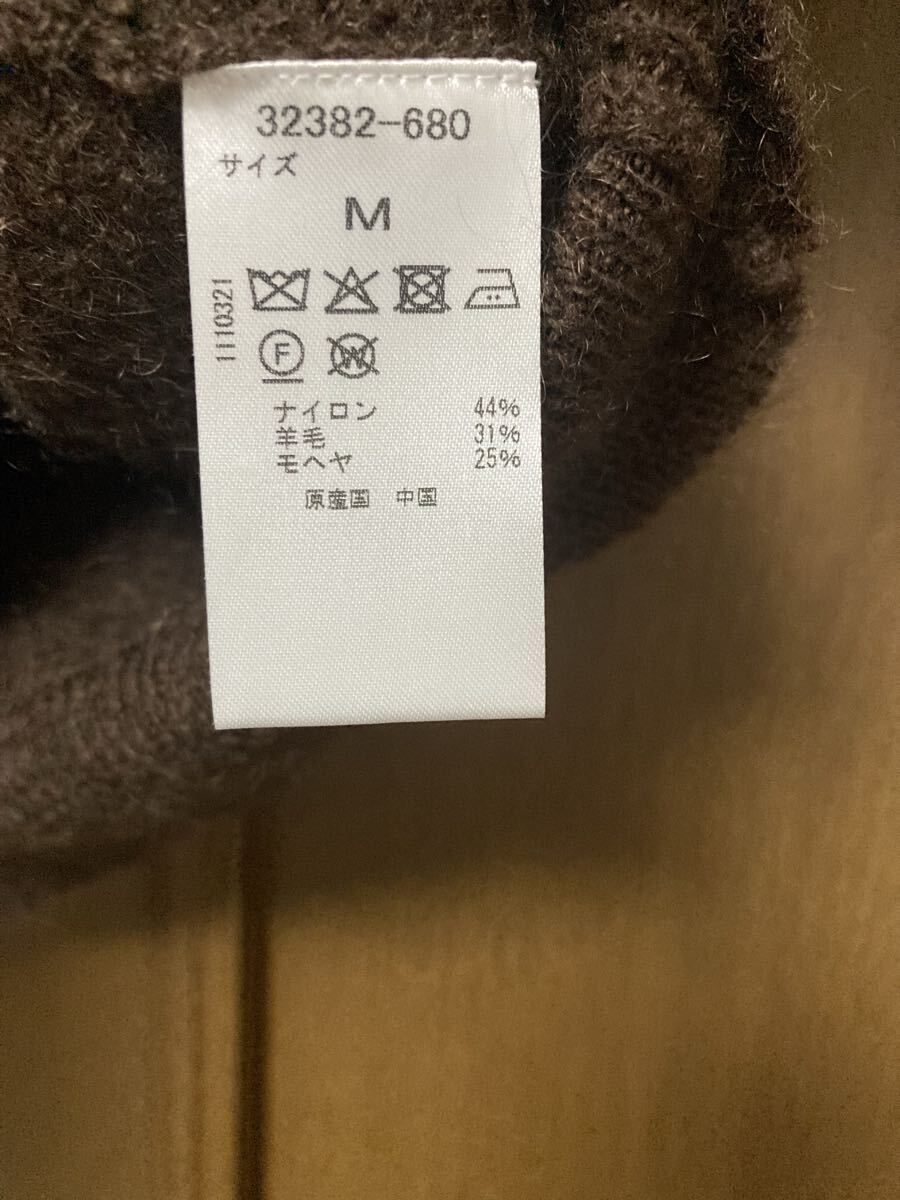 32382-680
サイズ
M
1110321
F
W
ナイロン 44%
羊毛 31%
モヘヤ 25%
原産国 中国